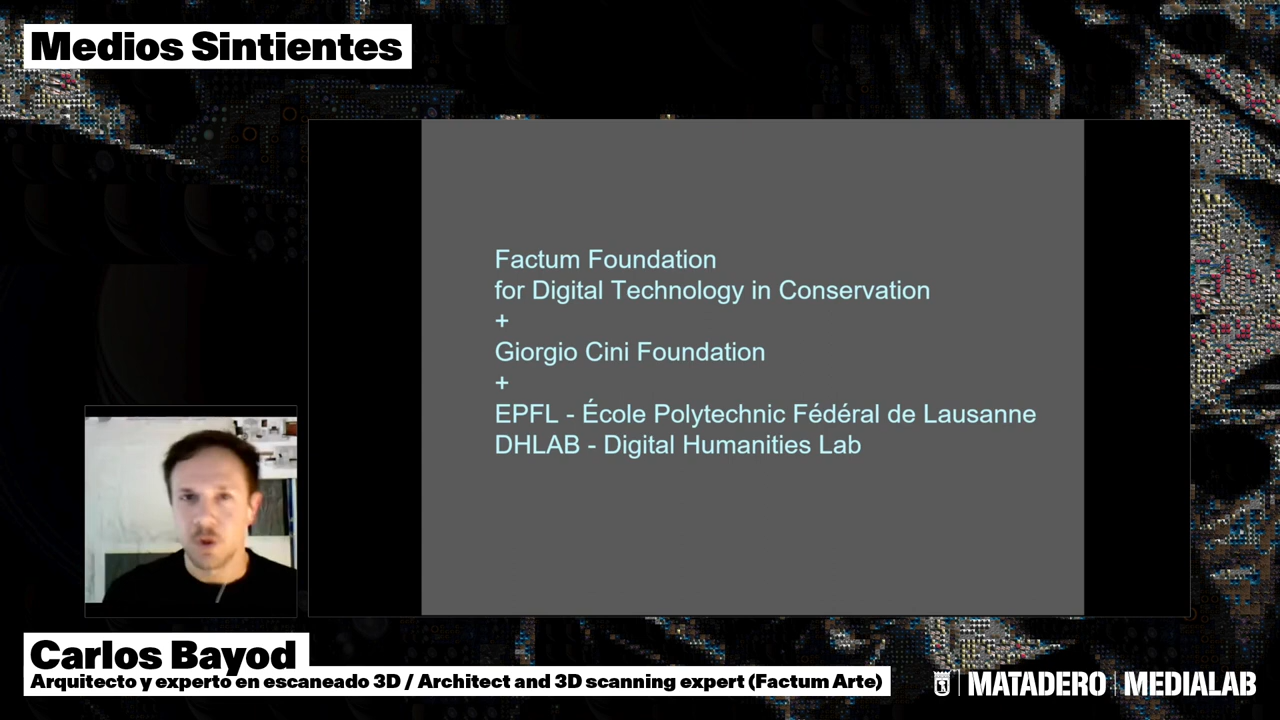 Medios Sintientes
Factum Foundation
for Digital Technology in Conservation
+
Giorgio Cini Foundation
+
EPFL - École Polytechnic Fédéral de Lausanne
DHLAB - Digital Humanities Lab
Carlos Bayod
Arquitecto y experto en escaneado 3D / Architect and 3D scanning expert (Factum Arte)
MATADERO | MEDIALAB